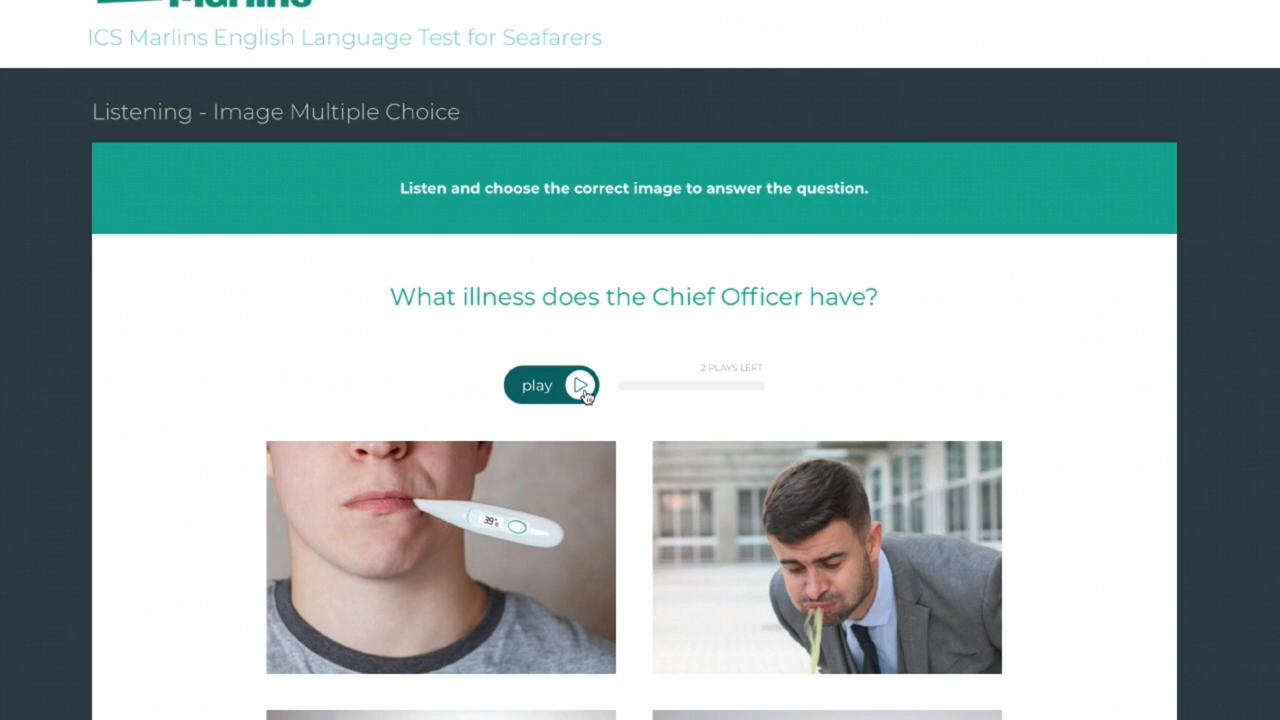 Marlins
ICS Marlins English Language Test for Seafarers
Listening - Image Multiple Choice
Listen and choose the correct image to answer the question.
What illness does the Chief Officer have?
2 PLAYS LEFT
play